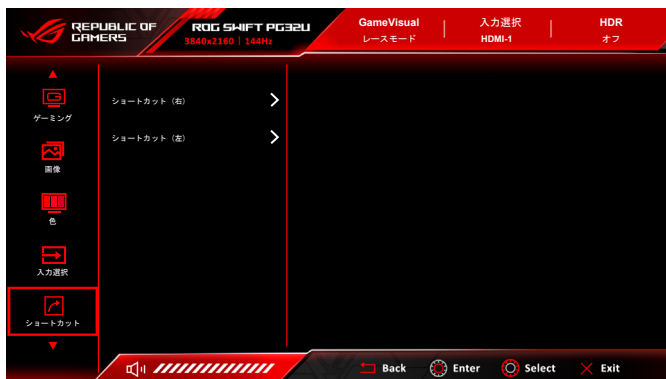 REPUBLIC OF
GAMERS
ROG SWIFT PG32U
3840x2160 | 144Hz
GameVisual
レースモード
入力選択
HDMI-1
HDR
オフ
ゲーミング
画像
色
入力選択
ショートカット
ショートカット（右）
ショートカット（左）
Back
Enter
Select
Exit